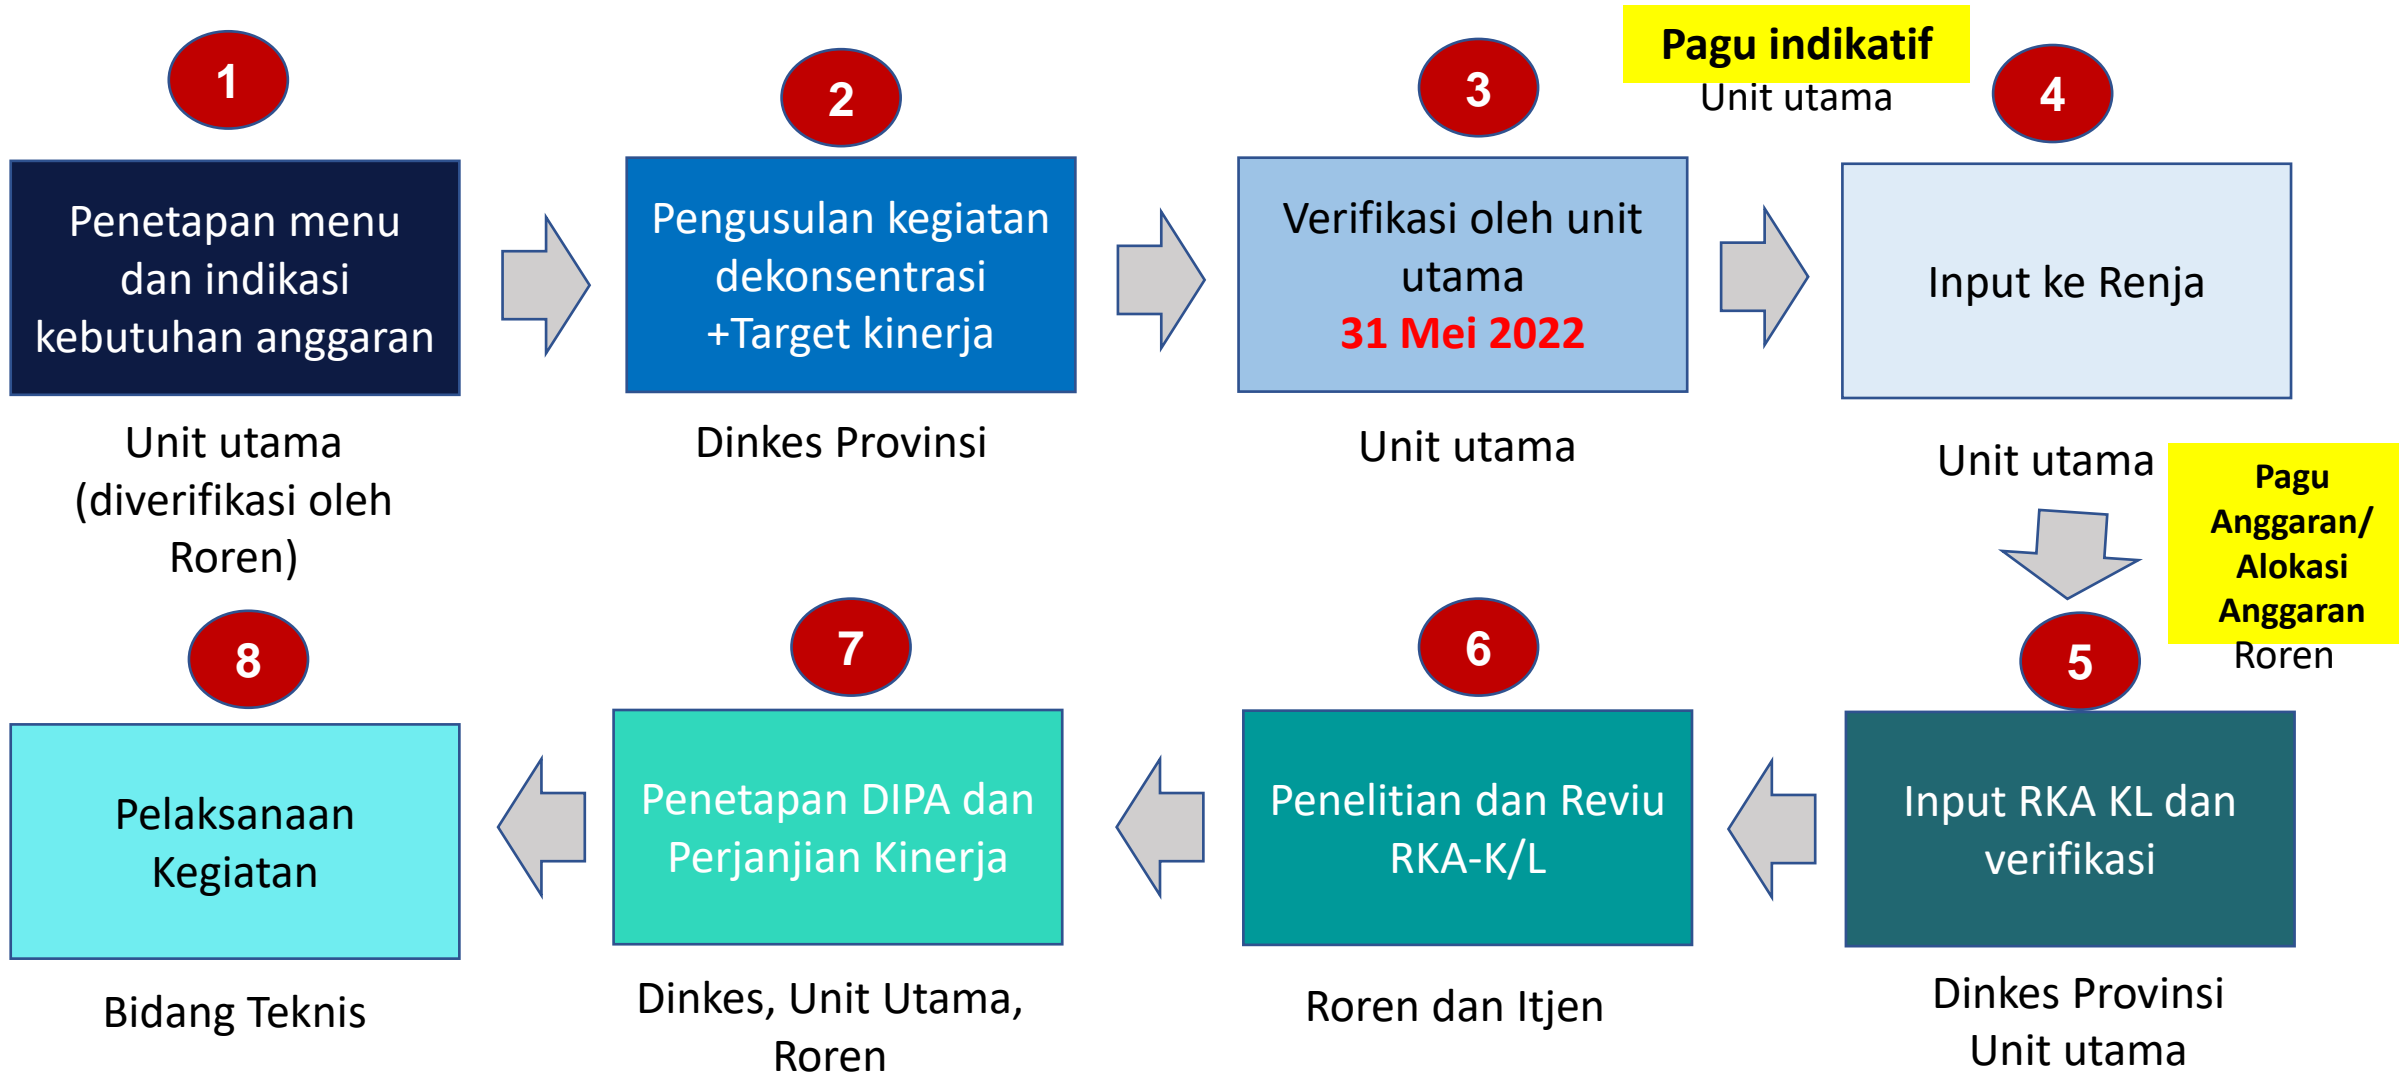 1
Penetapan menu
dan indikasi
kebutuhan anggaran
Unit utama
(diverifikasi oleh
Roren)
2
Pengusulan kegiatan
dekonsentrasi
+Target kinerja
Dinkes Provinsi
3
Verifikasi oleh unit
utama
31 Mei 2022
Unit utama
Pagu indikatif
Unit utama
4
Input ke Renja
Unit utama
Pagu
Anggaran/
Alokasi
Anggaran
Roren
5
Input RKA KL dan
verifikasi
Dinkes Provinsi
Unit utama
6
Penelitian dan Reviu
RKA-K/L
Roren dan Itjen
7
Penetapan DIPA dan
Perjanjian Kinerja
Dinkes, Unit Utama,
Roren
8
Pelaksanaan
Kegiatan
Bidang Teknis